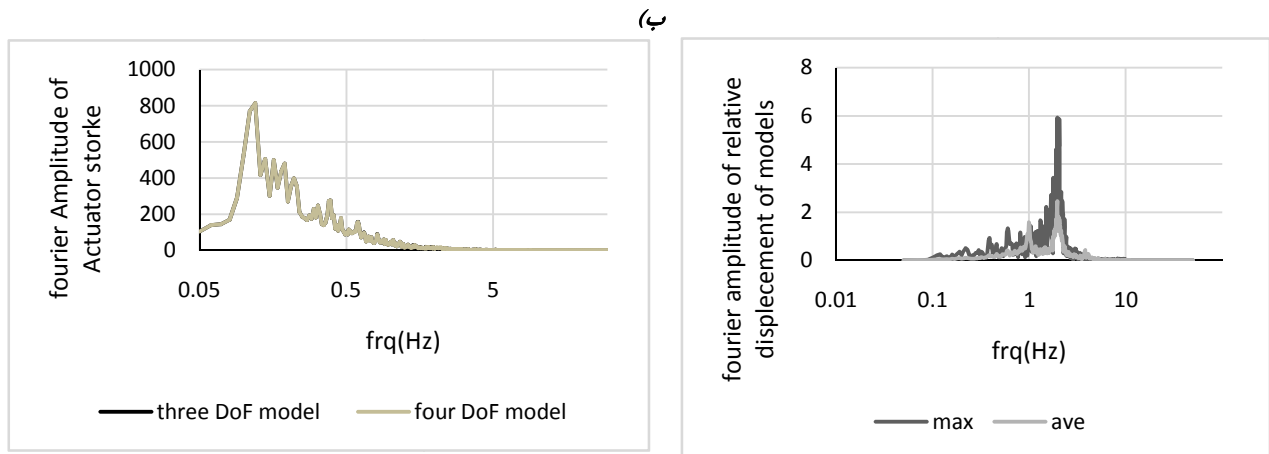 ب)
fourier Amplitude of
Actuator storke
1000
800
600
400
200
0
0.05 0.5 5
frq(Hz)
three DoF model four DoF model
fourier amplitude of relative
displecement of models
8
6
4
2
0
0.01 0.1 1 10
frq(Hz)
max ave